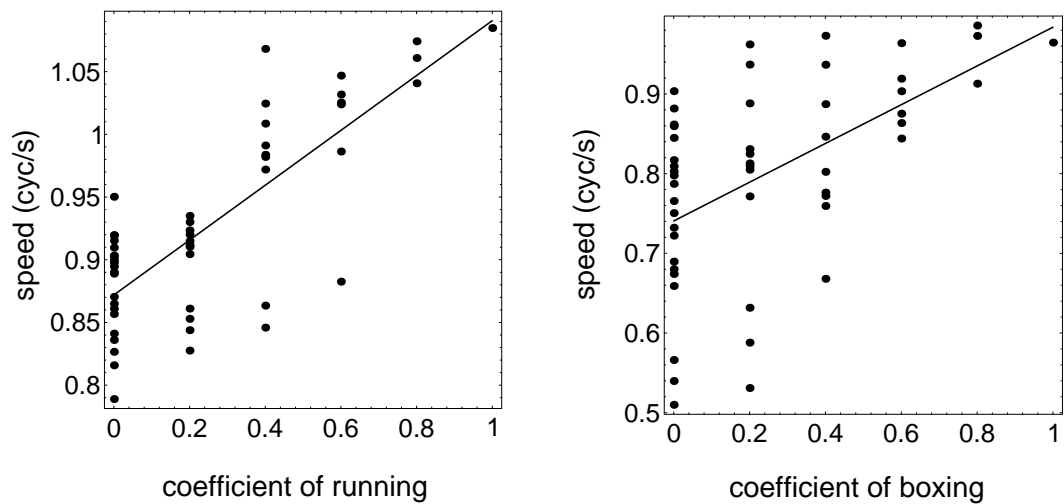 speed (cyc/s)
1.05
1
0.95
0.9
0.85
0.8
0 0.2 0.4 0.6 0.8 1
coefficient of running
speed (cyc/s)
0.9
0.8
0.7
0.6
0.5
0 0.2 0.4 0.6 0.8 1
coefficient of boxing